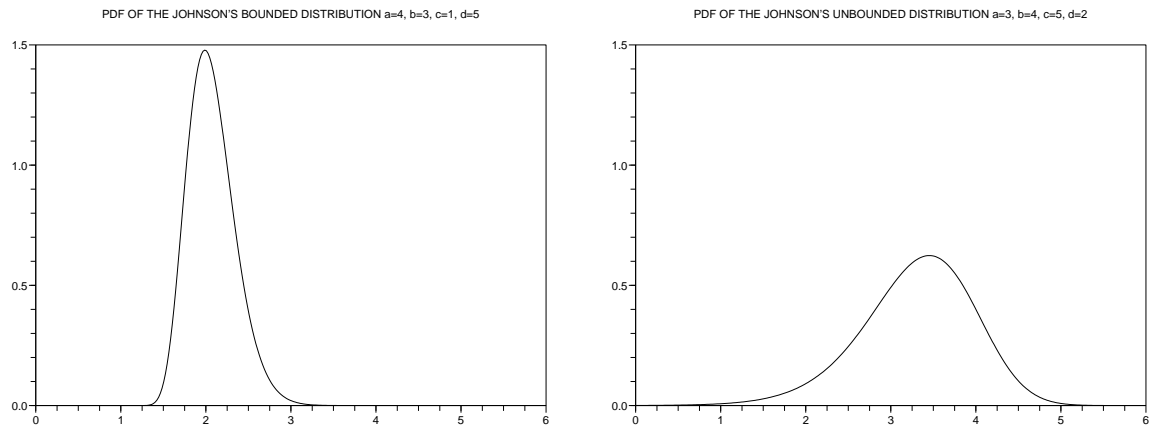 PDF OF THE JOHNSON'S BOUNDED DISTRIBUTION a=4, b=3, c=1, d=5
1.5
1.0
0.5
0.0
0 1 2 3 4 5 6
PDF OF THE JOHNSON'S UNBOUNDED DISTRIBUTION a=3, b=4, c=5, d=2
1.5
1.0
0.5
0.0
0 1 2 3 4 5 6